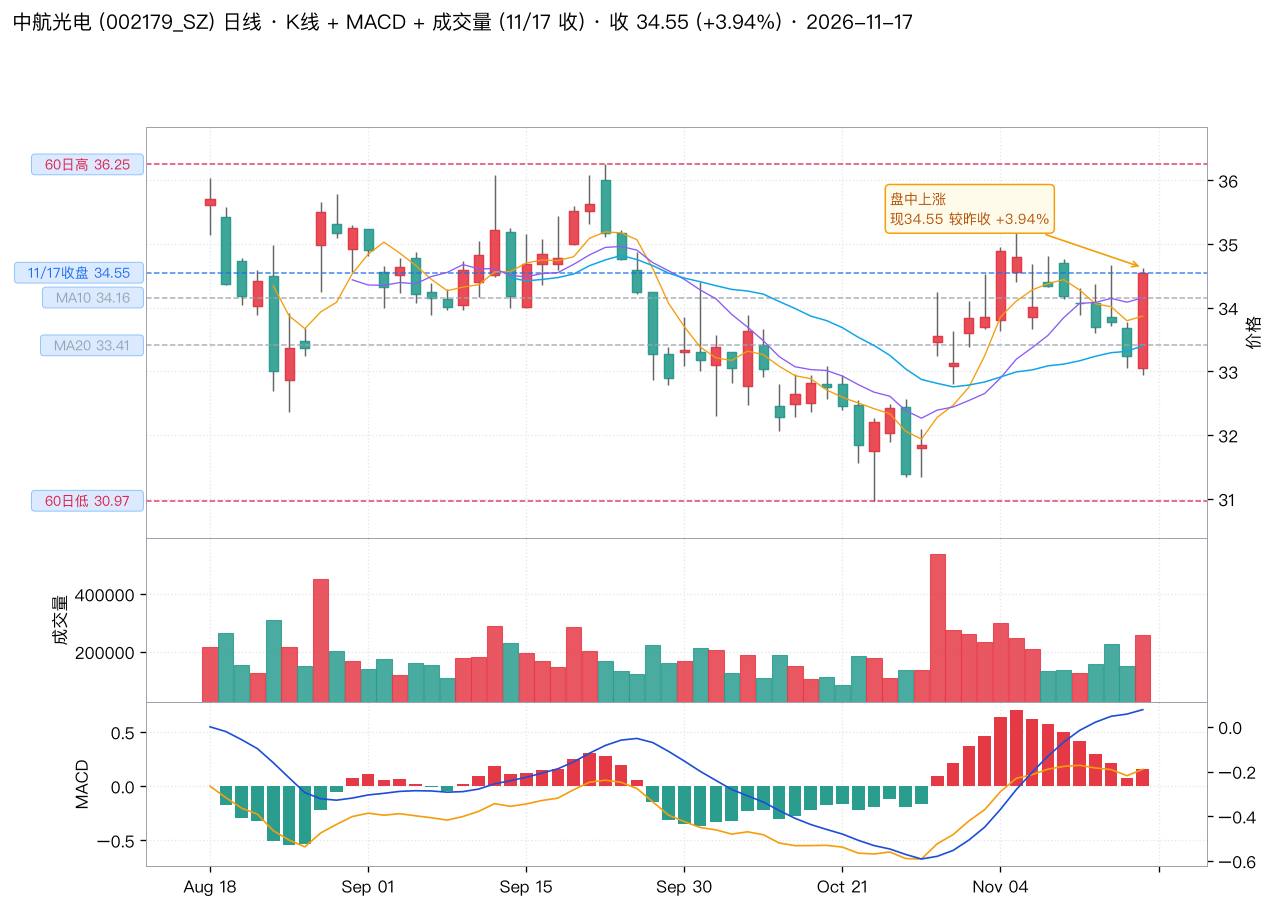 中航光电 (002179_SZ) 日线 · K线 + MACD + 成交量 (11/17 收) · 收 34.55 (+3.94%) · 2026−11−17
60日高 36.25
11/17收盘 34.55
MA10 34.16
MA20 33.41
60日低 30.97
盘中上涨
现34.55 较昨收 +3.94%
36
35
34
33
32
31
价格
成交量
400000
200000
MACD
0.5
0.0
−0.5
0.0
−0.2
−0.4
−0.6
Aug 18
Sep 01
Sep 15
Sep 30
Oct 21
Nov 04